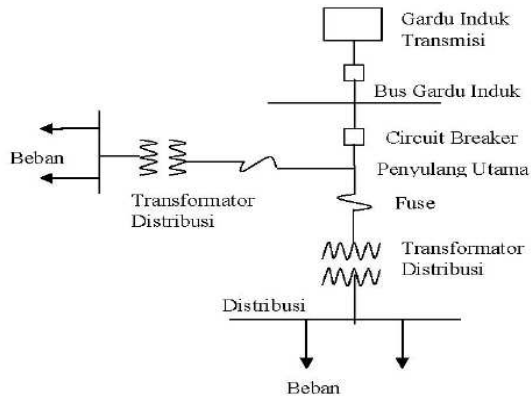 Gardu Induk
Transmisi
Bus Gardu Induk
Circuit Breaker
Beban
Penyulang Utama
Transformator
Distribusi
Fuse
Transformator
Distribusi
Distribusi
Beban